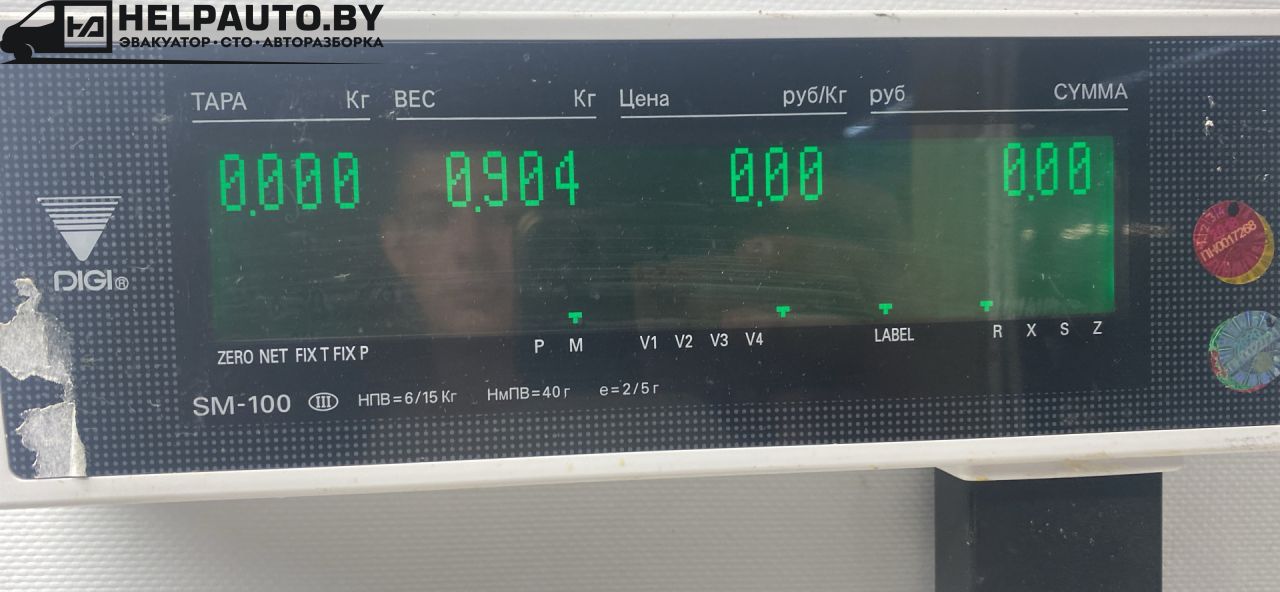 HELPAUTO.BY
ЭВАКУАТОР · СТО · АВТОРАЗБОРКА
ТАРА Кг ВЕС Кг Цена руб/Кг руб СУММА
0.000 0.904 0.00 0.00
DIGI®
P M V1 V2 V3 V4 LABEL R X S Z
ZERO NET FIX T FIX P
SM-100 III НПВ=6/15 Кг НмПВ=40 г e=2/5 г
ПК0017268